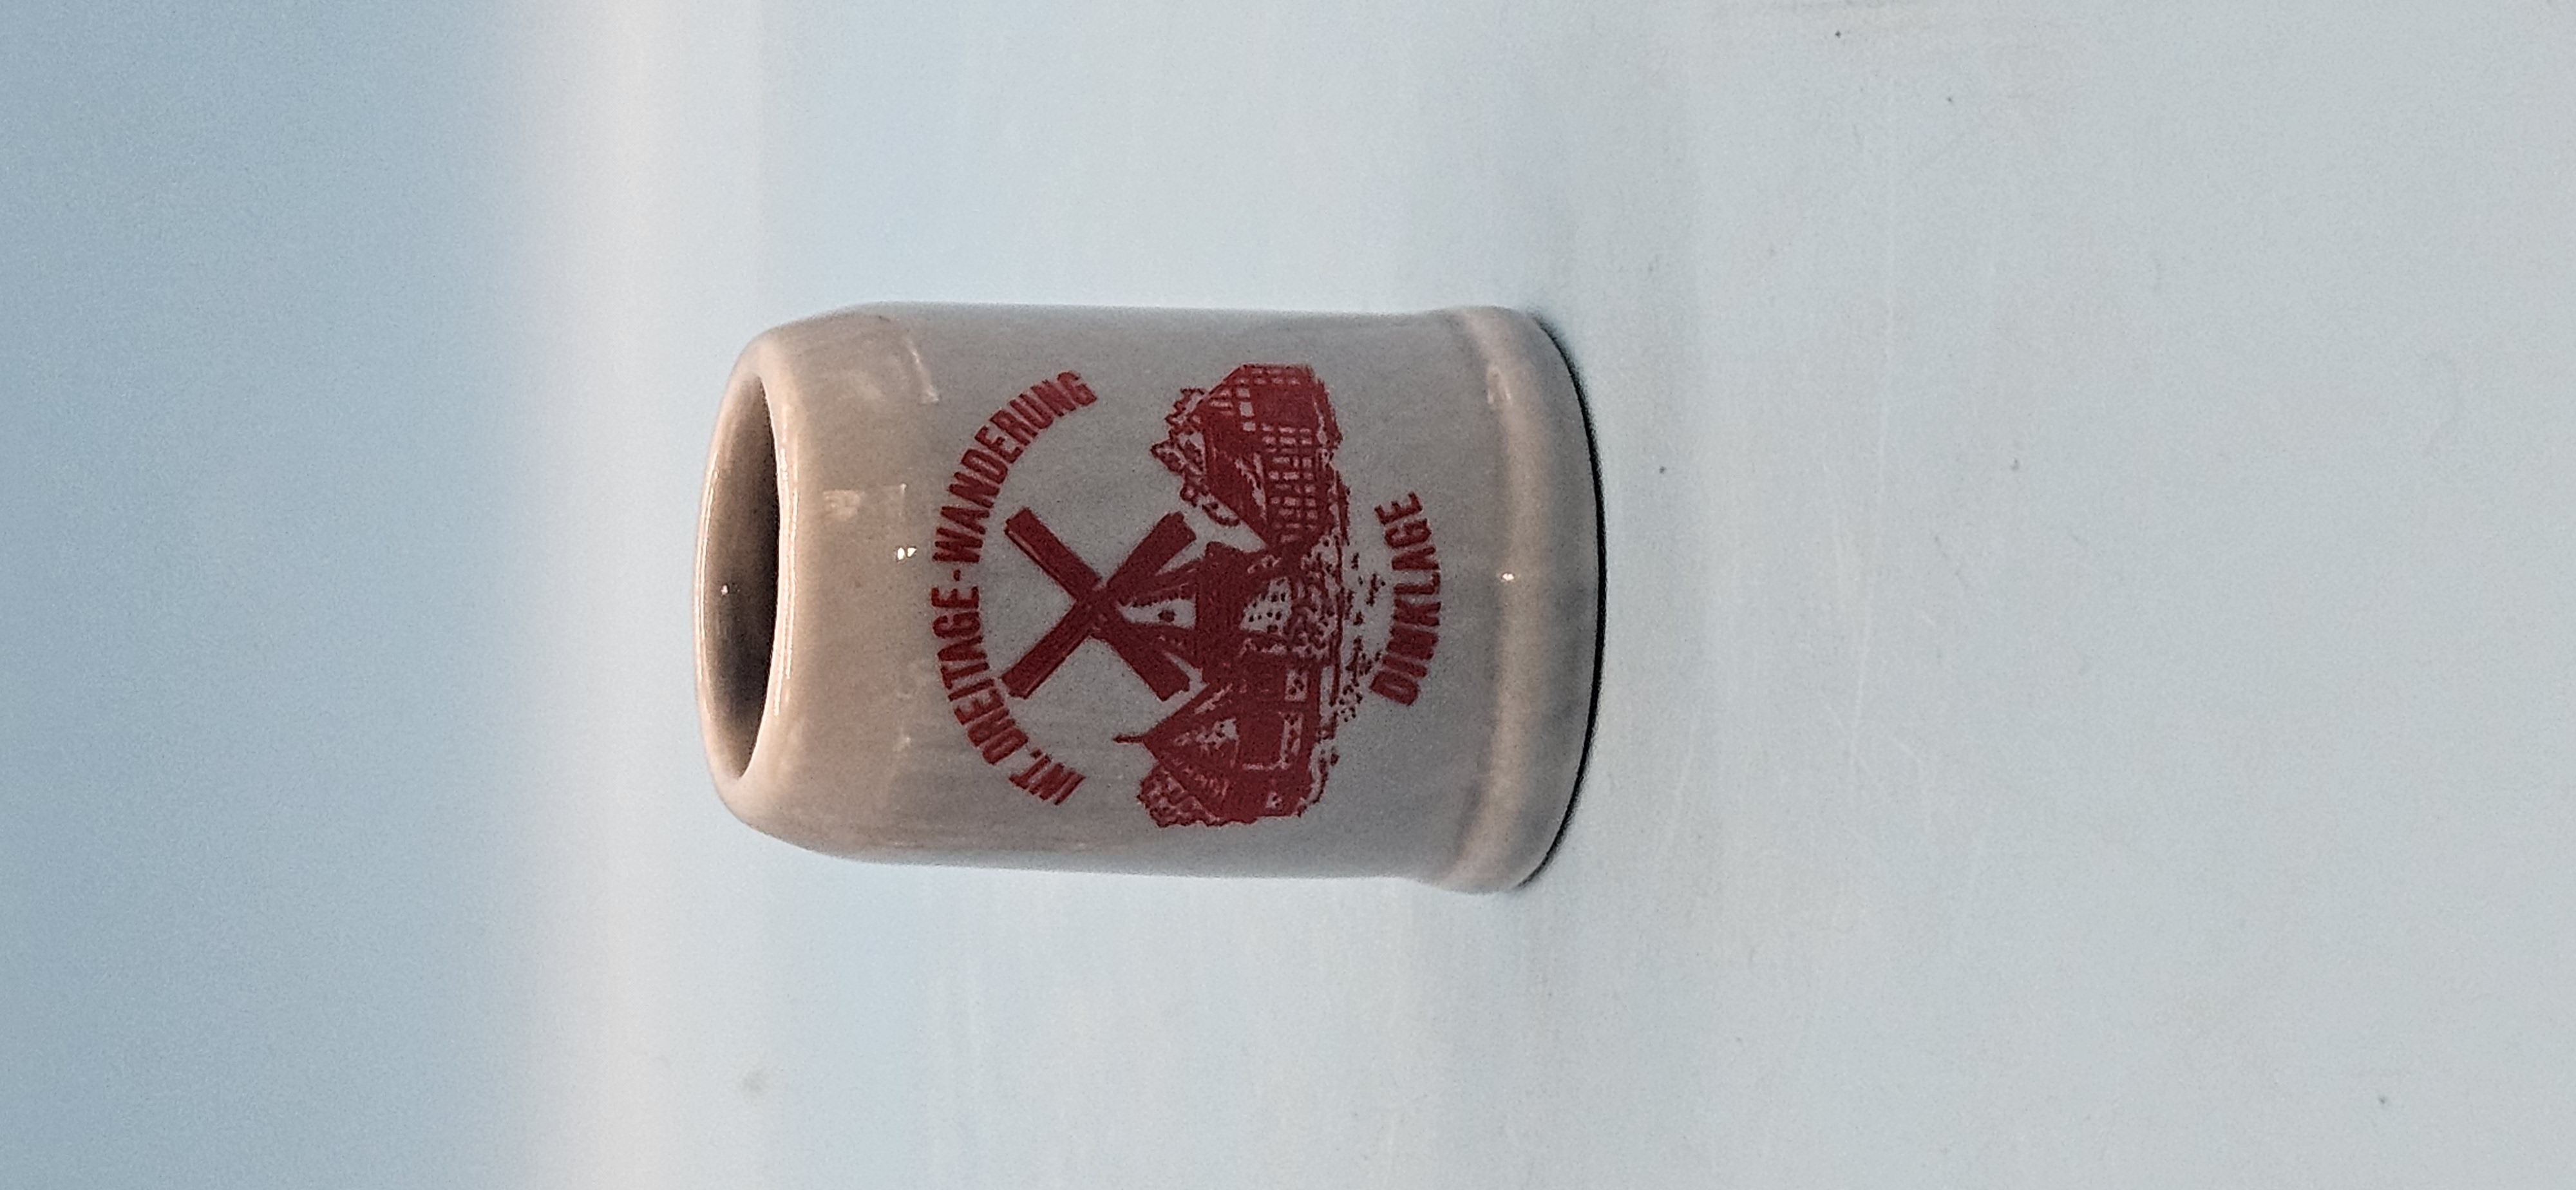 INT. DREITAGE-WANDERUNG
DINKLAGE